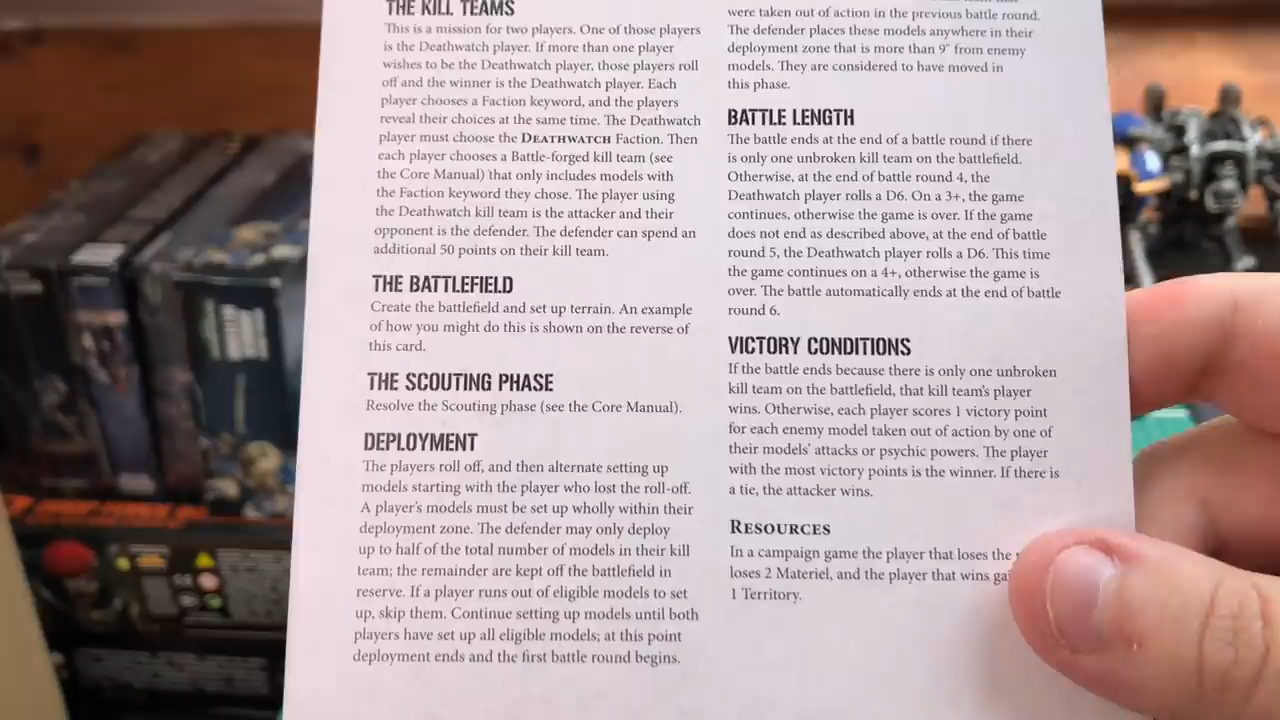 THE KILL TEAMS
This is a mission for two players. One of those players
is the Deathwatch player. If more than one player
wishes to be the Deathwatch player, those players roll
off and the winner is the Deathwatch player. Each
player chooses a Faction keyword, and the players
reveal their choices at the same time. The Deathwatch
player must choose the DEATHWATCH Faction. Then
each player chooses a Battle-forged kill team (see
the Core Manual) that only includes models with
the Faction keyword they chose. The player using
the Deathwatch kill team is the attacker and their
opponent is the defender. The defender can spend an
additional 50 points on their kill team.
THE BATTLEFIELD
Create the battlefield and set up terrain. An example
of how you might do this is shown on the reverse of
this card.
THE SCOUTING PHASE
Resolve the Scouting phase (see the Core Manual).
DEPLOYMENT
The players roll off, and then alternate setting up
models starting with the player who lost the roll-off.
A player's models must be set up wholly within their
deployment zone. The defender may only deploy
up to half of the total number of models in their kill
team; the remainder are kept off the battlefield in
reserve. If a player runs out of eligible models to set
up, skip them. Continue setting up models until both
players have set up all eligible models; at this point
deployment ends and the first battle round begins.
were taken out of action in the previous battle round.
The defender places these models anywhere in their
deployment zone that is more than 9" from enemy
models. They are considered to have moved in
this phase.
BATTLE LENGTH
The battle ends at the end of a battle round if there
is only one unbroken kill team on the battlefield.
Otherwise, at the end of battle round 4, the
Deathwatch player rolls a D6. On a 3+, the game
continues, otherwise the game is over. If the game
does not end as described above, at the end of battle
round 5, the Deathwatch player rolls a D6. This time
the game continues on a 4+, otherwise the game is
over. The battle automatically ends at the end of battle
round 6.
VICTORY CONDITIONS
If the battle ends because there is only one unbroken
kill team on the battlefield, that kill team's player
wins. Otherwise, each player scores 1 victory point
for each enemy model taken out of action by one of
their models' attacks or psychic powers. The player
with the most victory points is the winner. If there is
a tie, the attacker wins.
RESOURCES
In a campaign game the player that loses the
loses 2 Materiel, and the player that wins
1 Territory.